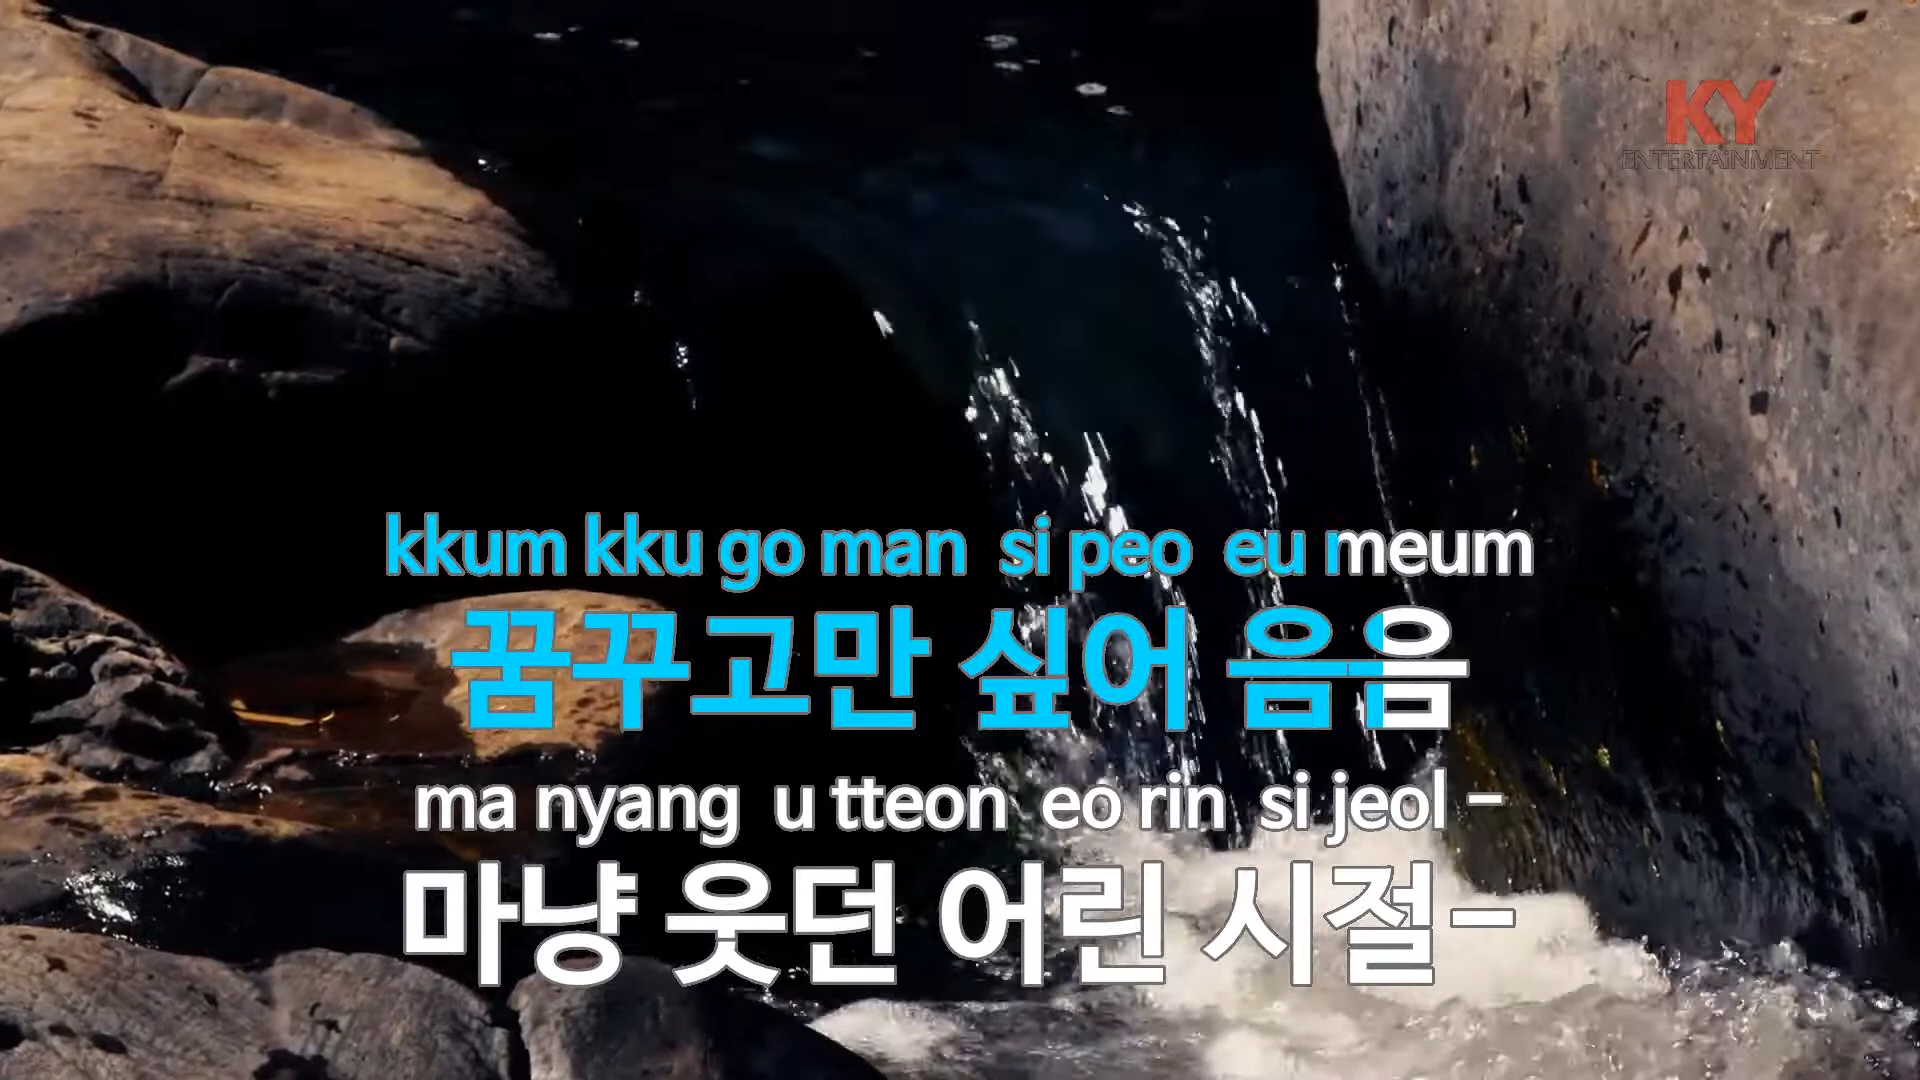 KY
ENTERTAiNMENT
kkum kku go man si peo eu meum
꿈꾸고만 싶어 음음
ma nyang u tteon eo rin si jeol -
마냥 웃던 어린 시절-